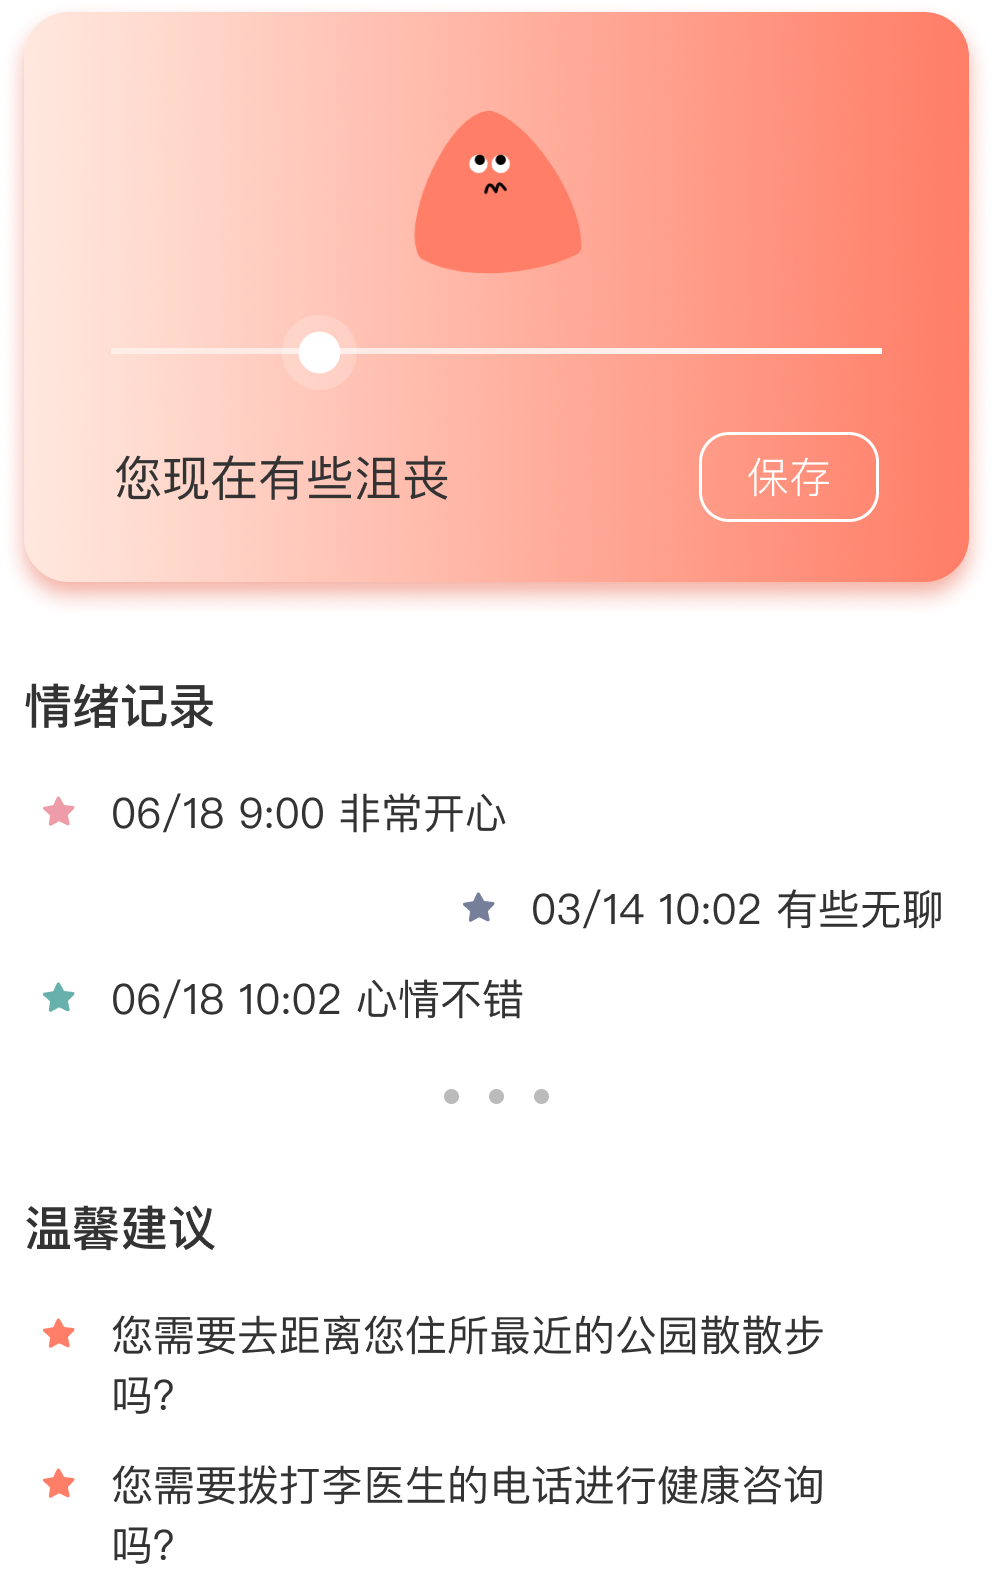 您现在有些沮丧
保存
情绪记录
06/18 9:00 非常开心
03/14 10:02 有些无聊
06/18 10:02 心情不错
温馨建议
您需要去距离您住所最近的公园散散步
吗?
您需要拨打李医生的电话进行健康咨询
吗?